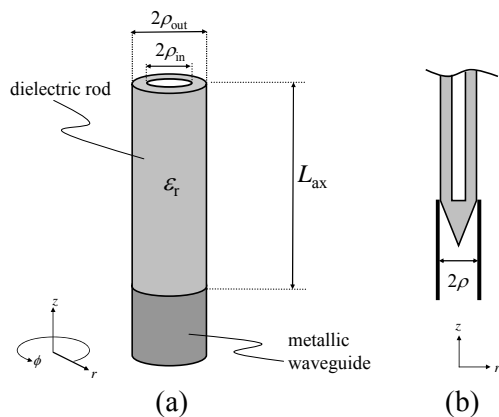 2ρout
2ρin
dielectric rod
εr
Lax
z
ϕ
r
metallic
waveguide
(a)
2ρ
z
r
(b)